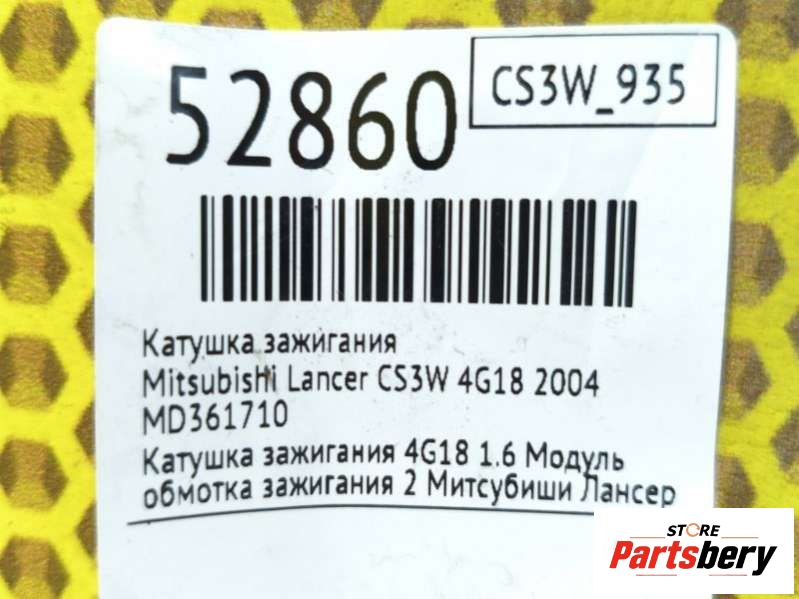 52860
CS3W_935
Катушка зажигания
Mitsubishi Lancer CS3W 4G18 2004
MD361710
Катушка зажигания 4G18 1.6 Модуль
обмотка зажигания 2 Митсубиши Лансер
STORE
Partsbery